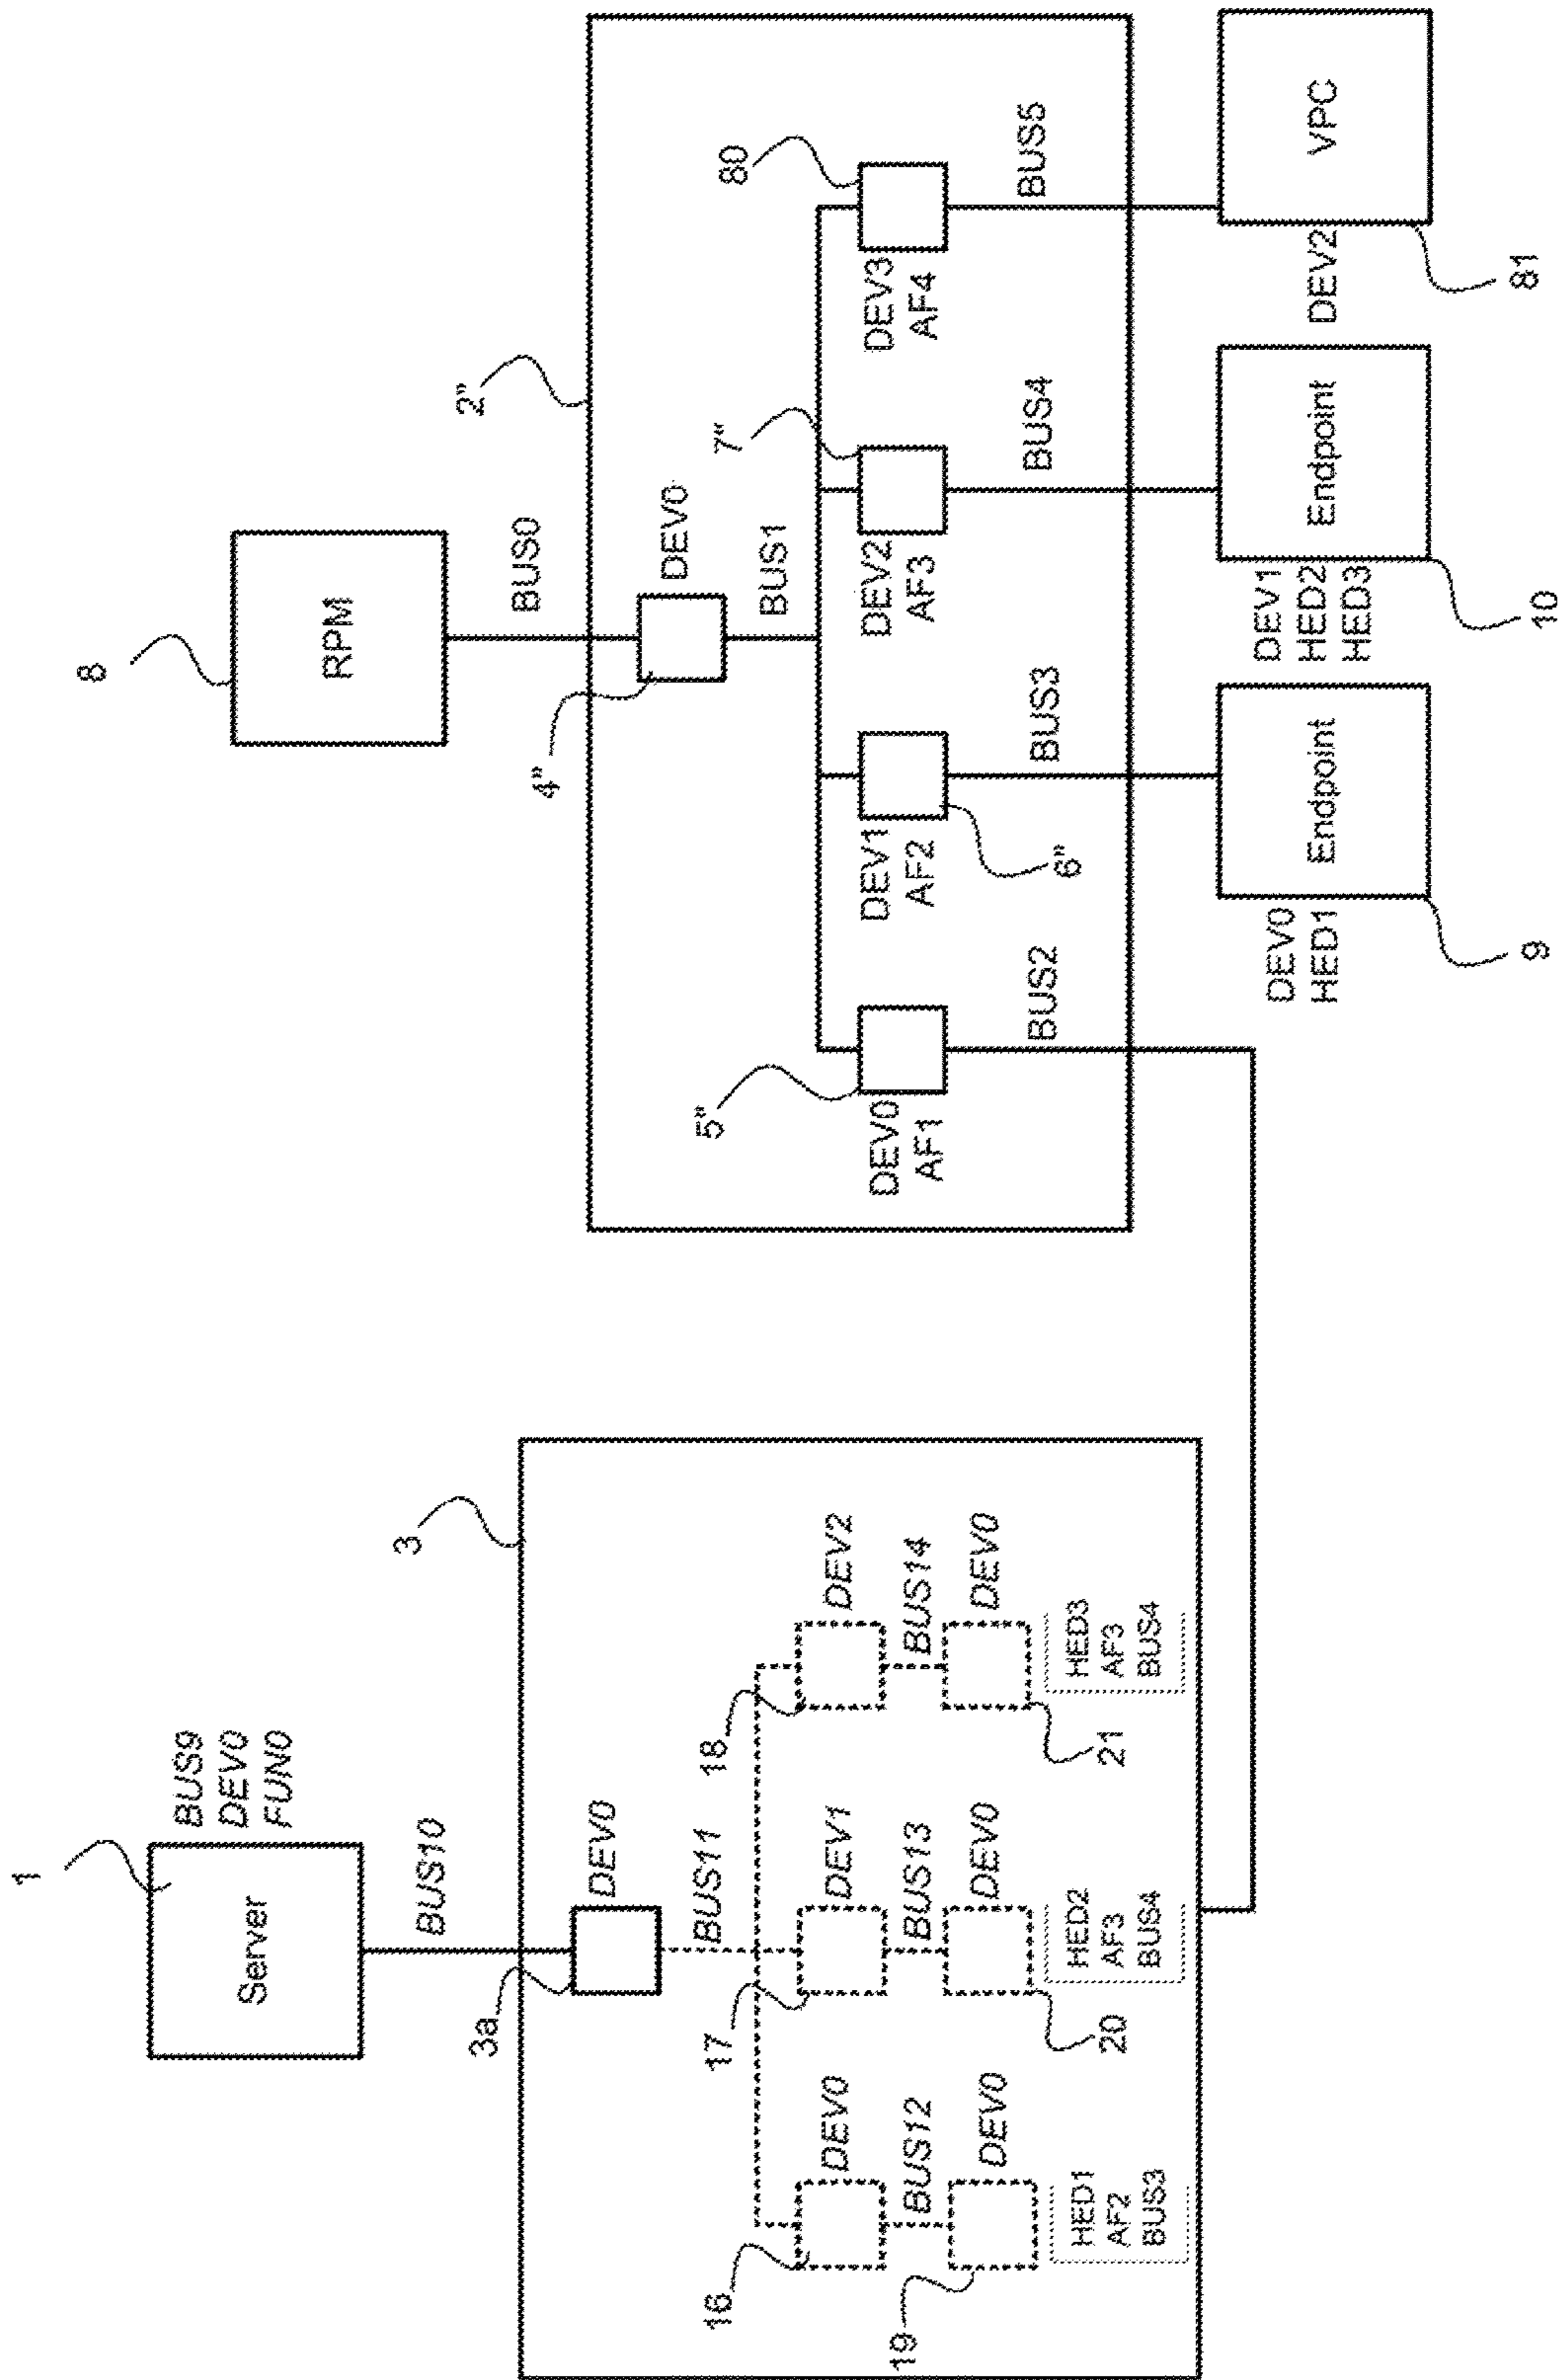 1
Server
BUS9
DEV0
FUN0
BUS10
3a
DEV0
3
BUS11
16
DEV0
17
DEV1
18
DEV2
BUS12
BUS13
BUS14
19
DEV0
20
DEV0
21
DEV0
HED1
AF2
BUS3
HED2
AF3
BUS4
HED3
AF3
BUS4
8
RPM
BUS0
2"
4"
DEV0
BUS1
5"
DEV0
AF1
BUS2
DEV1
AF2
6"
BUS3
7"
DEV2
AF3
BUS4
80
DEV3
AF4
BUS5
DEV0
HED1
Endpoint
9
DEV1
HED2
HED3
Endpoint
10
DEV2
VPC
81